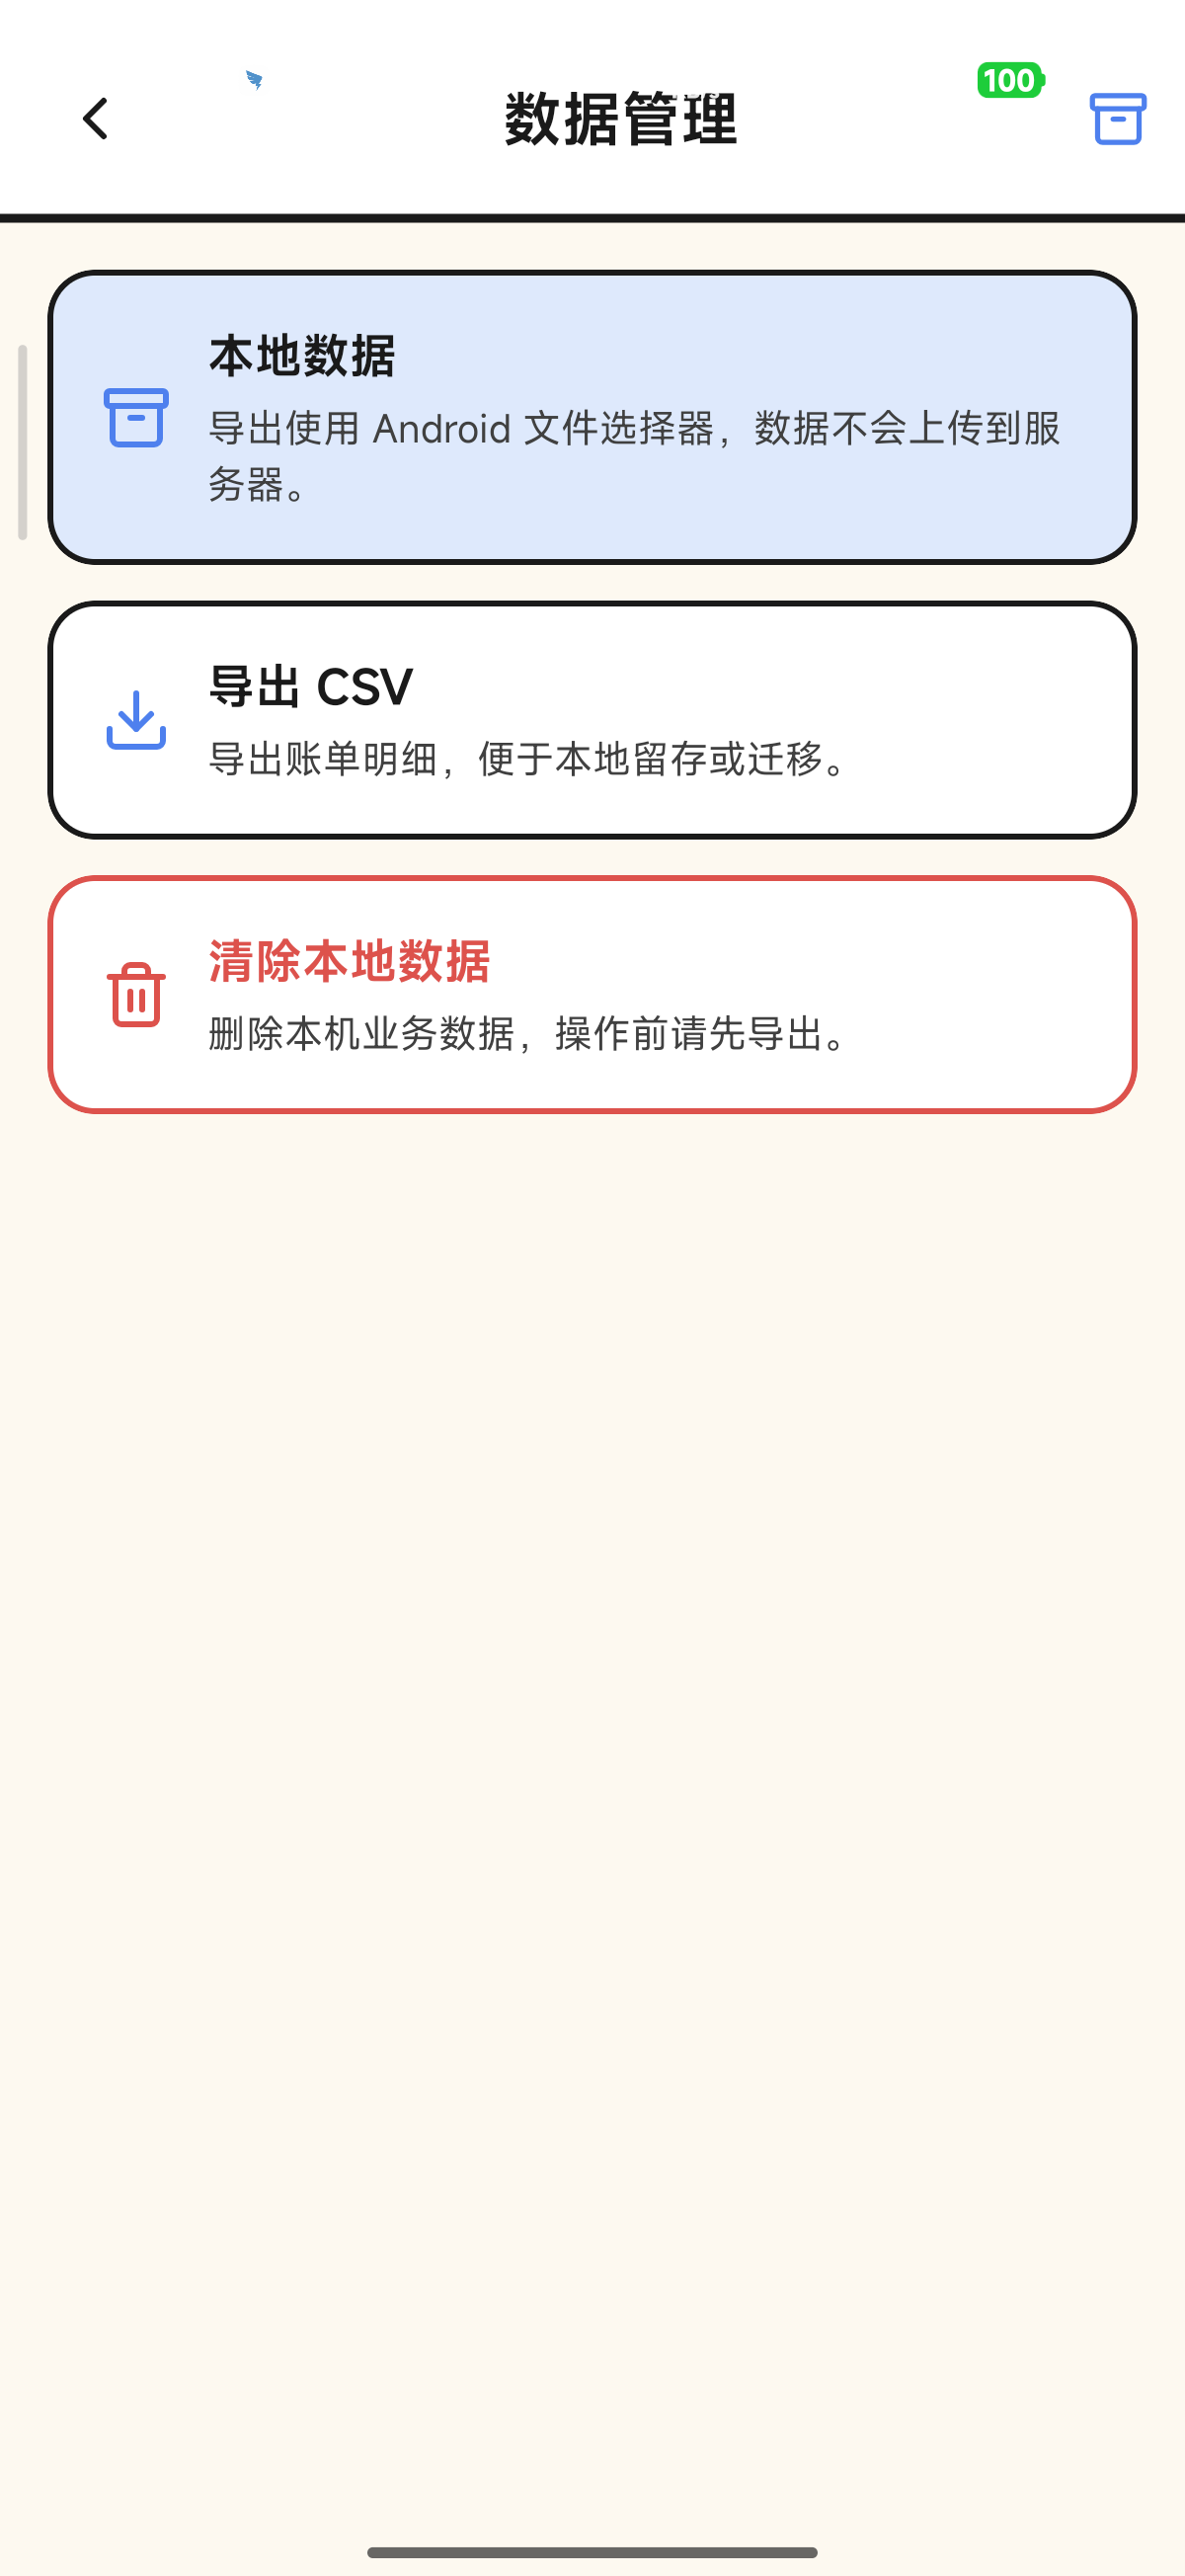 100
数据管理
本地数据
导出使用 Android 文件选择器，数据不会上传到服
务器。
导出 CSV
导出账单明细，便于本地留存或迁移。
清除本地数据
删除本机业务数据，操作前请先导出。